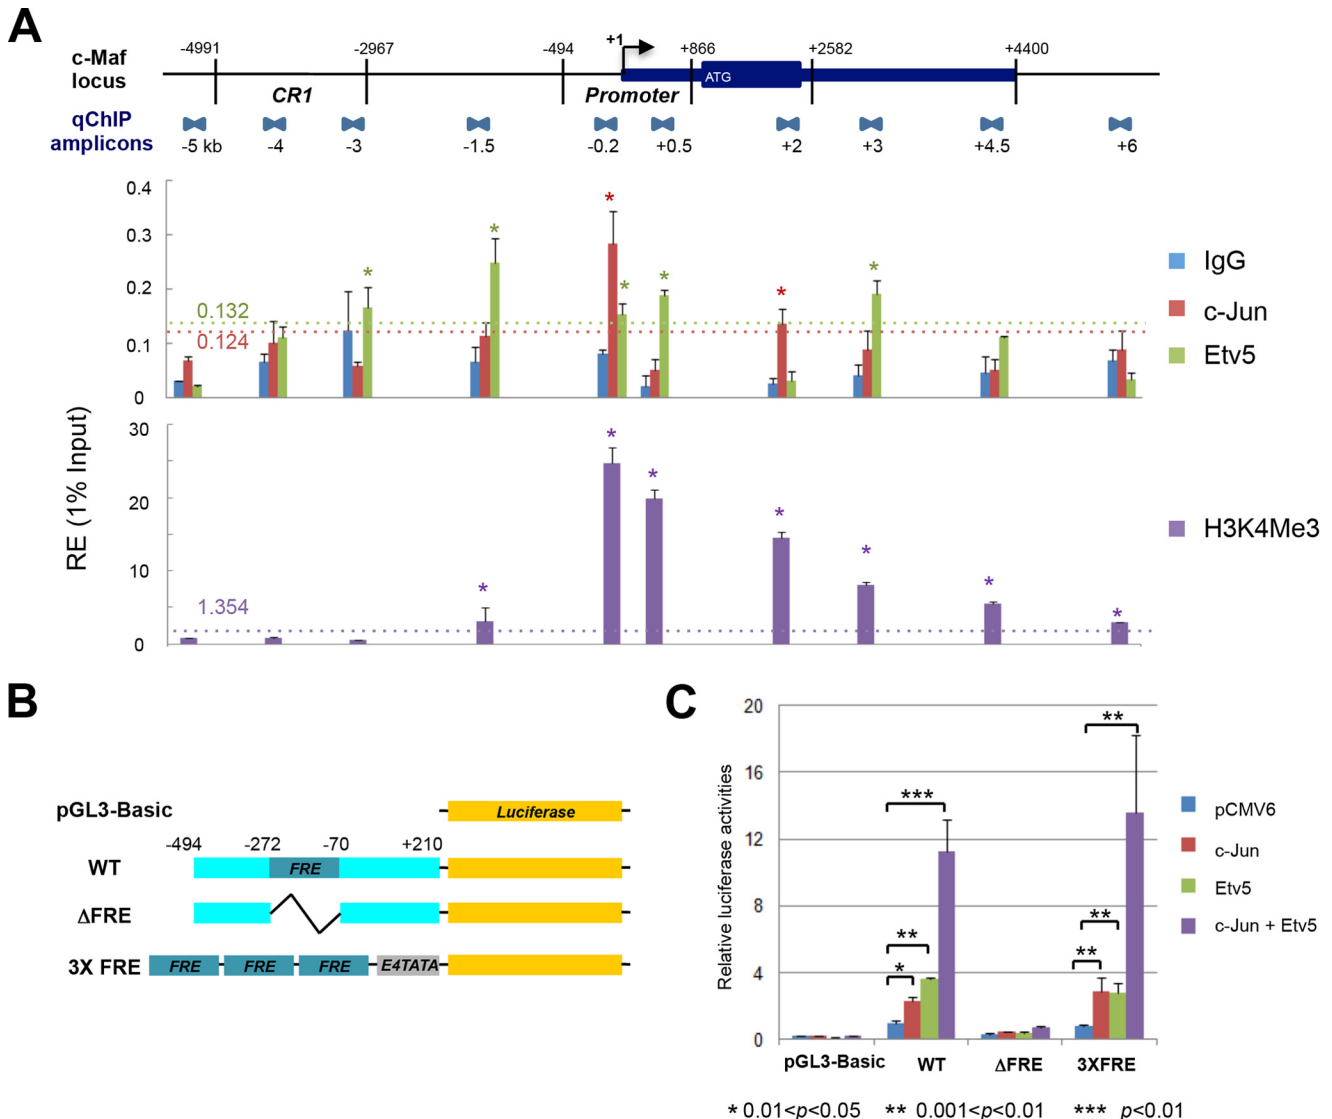 A
c-Maf locus
-4991 -2967 -494 +1 +866 +2582 +4400
ATG
CR1 Promoter
qChIP amplicons
-5 kb -4 -3 -1.5 -0.2 +0.5 +2 +3 +4.5 +6
0.4
0.3
0.2
0.1
0
0.132
0.124
* * * * * * *
IgG
c-Jun
Etv5
RE (1% Input)
30
20
10
0
1.354
* * * * * * *
H3K4Me3
B
pGL3-Basic
Luciferase
-494 -272 -70 +210
WT
FRE
ΔFRE
3X FRE
FRE FRE FRE E4TATA
C
Relative luciferase activities
20
16
12
8
4
0
* ** *** ** ** **
pGL3-Basic WT ΔFRE 3XFRE
pCMV6
c-Jun
Etv5
c-Jun + Etv5
* 0.01<p<0.05 ** 0.001<p<0.01 *** p<0.01